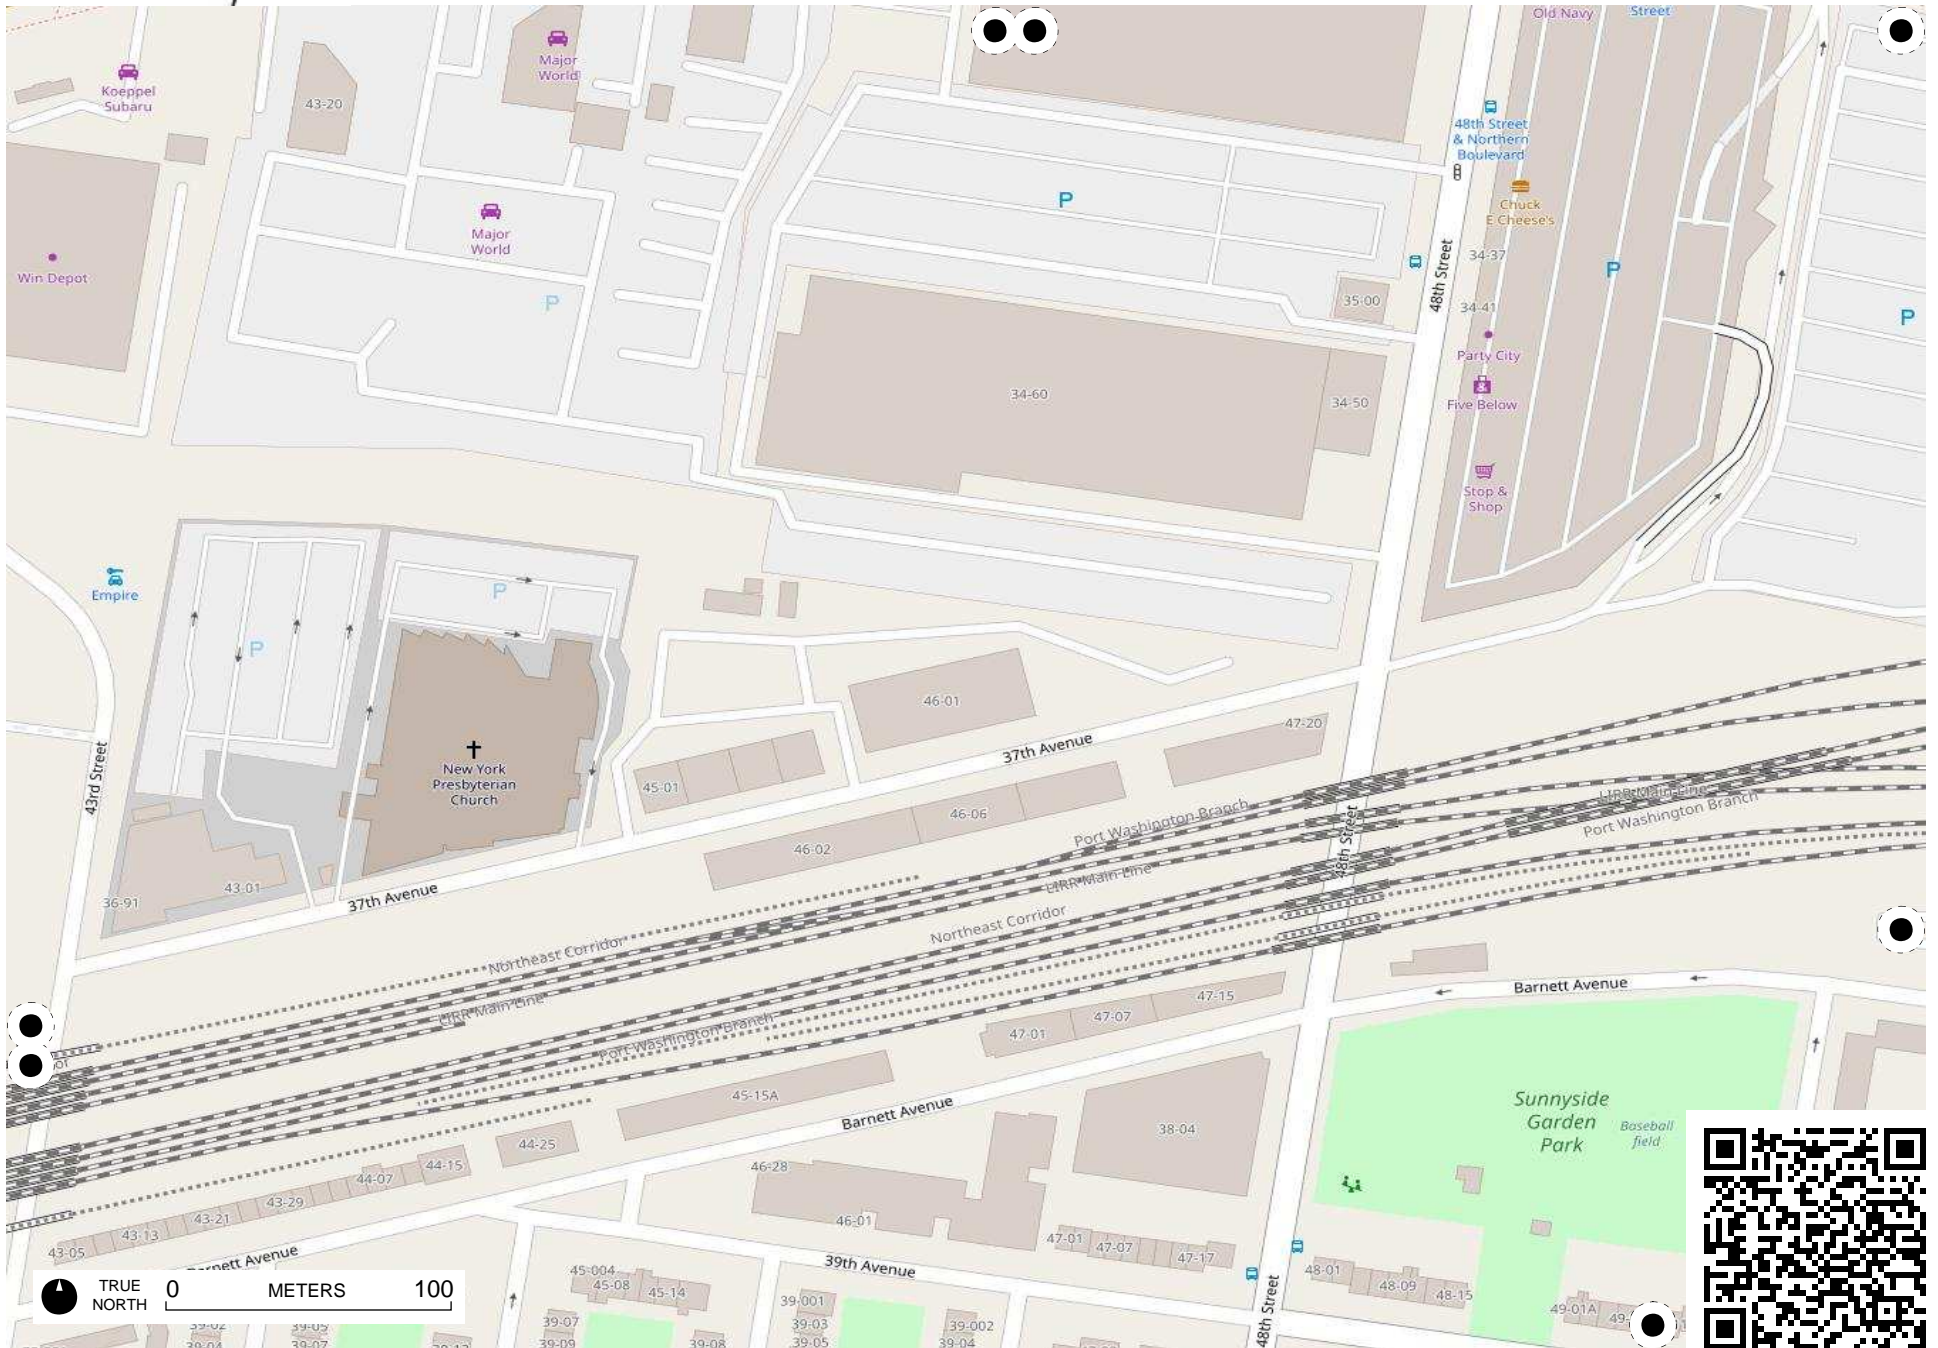 Old Navy
Street
Koeppel
Subaru
43-20
Major
World
48th Street
& Northern
Boulevard
P
Chuck
E Cheese's
Major
World
Win Depot
34-37
48th Street
P
P
35-00
34-41
P
Party City
34-60
34-50
Five Below
Stop &
Shop
Empire
P
P
46-01
47-20
37th Avenue
43rd Street
New York
Presbyterian
Church
45-01
46-06
46-02
Port Washington Branch
LIRR Main Line
Port Washington Branch
48th Street
LIRR Main Line
43-01
36-91
37th Avenue
Northeast Corridor
Northeast Corridor
Barnett Avenue
LIRR Main Line
47-15
47-07
47-01
Port Washington Branch
45-15A
Barnett Avenue
38-04
Sunnyside
Garden
Park
Baseball
field
44-25
44-15
44-07
43-29
43-21
43-13
43-05
46-28
46-01
47-01
47-07
47-17
39th Avenue
Barnett Avenue
45-004
45-08
45-14
48-01
48-09
48-15
49-01A
TRUE
NORTH
0
METERS
100
39-001
39-03
39-05
39-002
39-04
39-07
39-09
39-08
39-05
39-07
39-02
39-04
48th Street